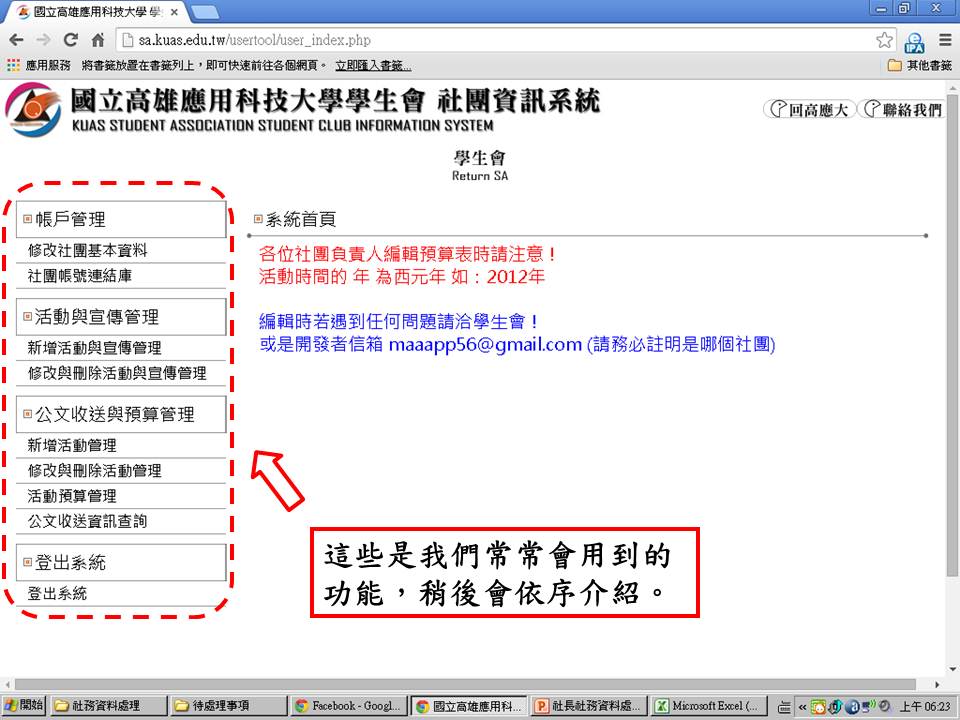 國立高雄應用科技大學 學
sa.kuas.edu.tw/usertool/user_index.php
應用服務 將書籤放置在書籤列上，即可快速前往各個網頁。 立即匯入書籤... 其他書籤
國立高雄應用科技大學學生會 社團資訊系統
KUAS STUDENT ASSOCIATION STUDENT CLUB INFORMATION SYSTEM
回高應大 聯絡我們
學生會
Return SA
帳戶管理
修改社團基本資料
社團帳號連結庫
活動與宣傳管理
新增活動與宣傳管理
修改與刪除活動與宣傳管理
公文收送與預算管理
新增活動管理
修改與刪除活動管理
活動預算管理
公文收送資訊查詢
登出系統
登出系統
系統首頁
各位社團負責人編輯預算表時請注意！
活動時間的 年 為西元年 如：2012年
編輯時若遇到任何問題請洽學生會！
或是開發者信箱 maaapp56@gmail.com (請務必註明是哪個社團)
這些是我們常常會用到的
功能，稍後會依序介紹。
開始 社務資料處理 待處理事項 Facebook - Googl... 國立高雄應用科... 社長社務資料處... Microsoft Excel (... 上午 06:23